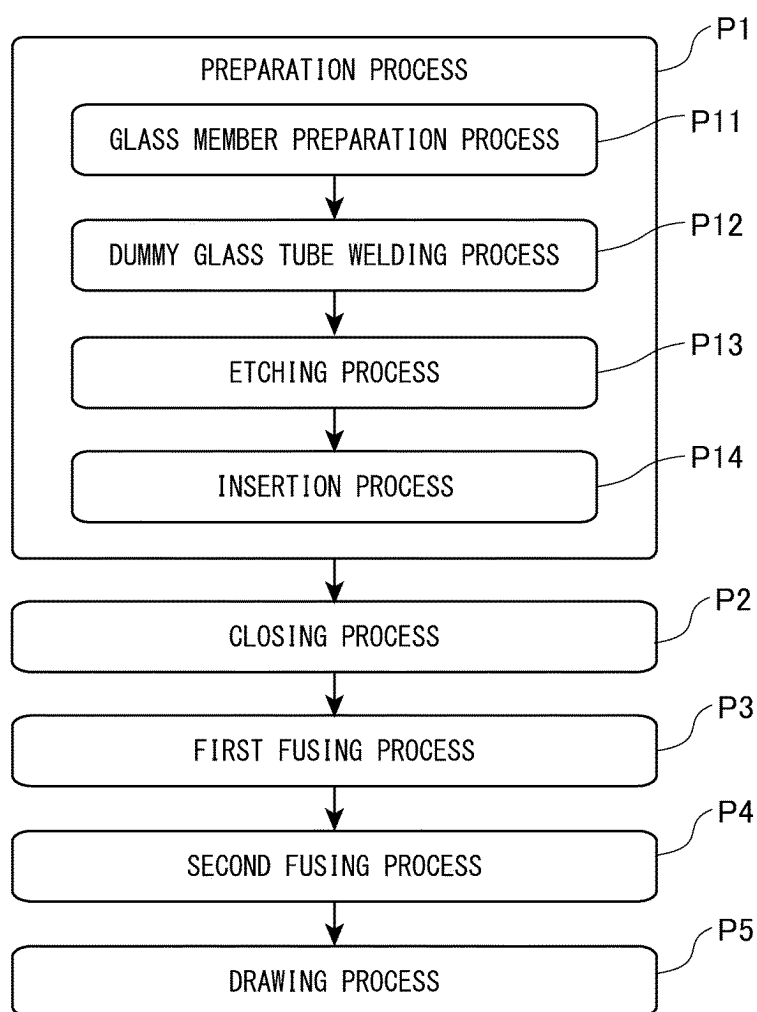 P1
PREPARATION PROCESS
GLASS MEMBER PREPARATION PROCESS
P11
DUMMY GLASS TUBE WELDING PROCESS
P12
ETCHING PROCESS
P13
INSERTION PROCESS
P14
CLOSING PROCESS
P2
FIRST FUSING PROCESS
P3
SECOND FUSING PROCESS
P4
DRAWING PROCESS
P5